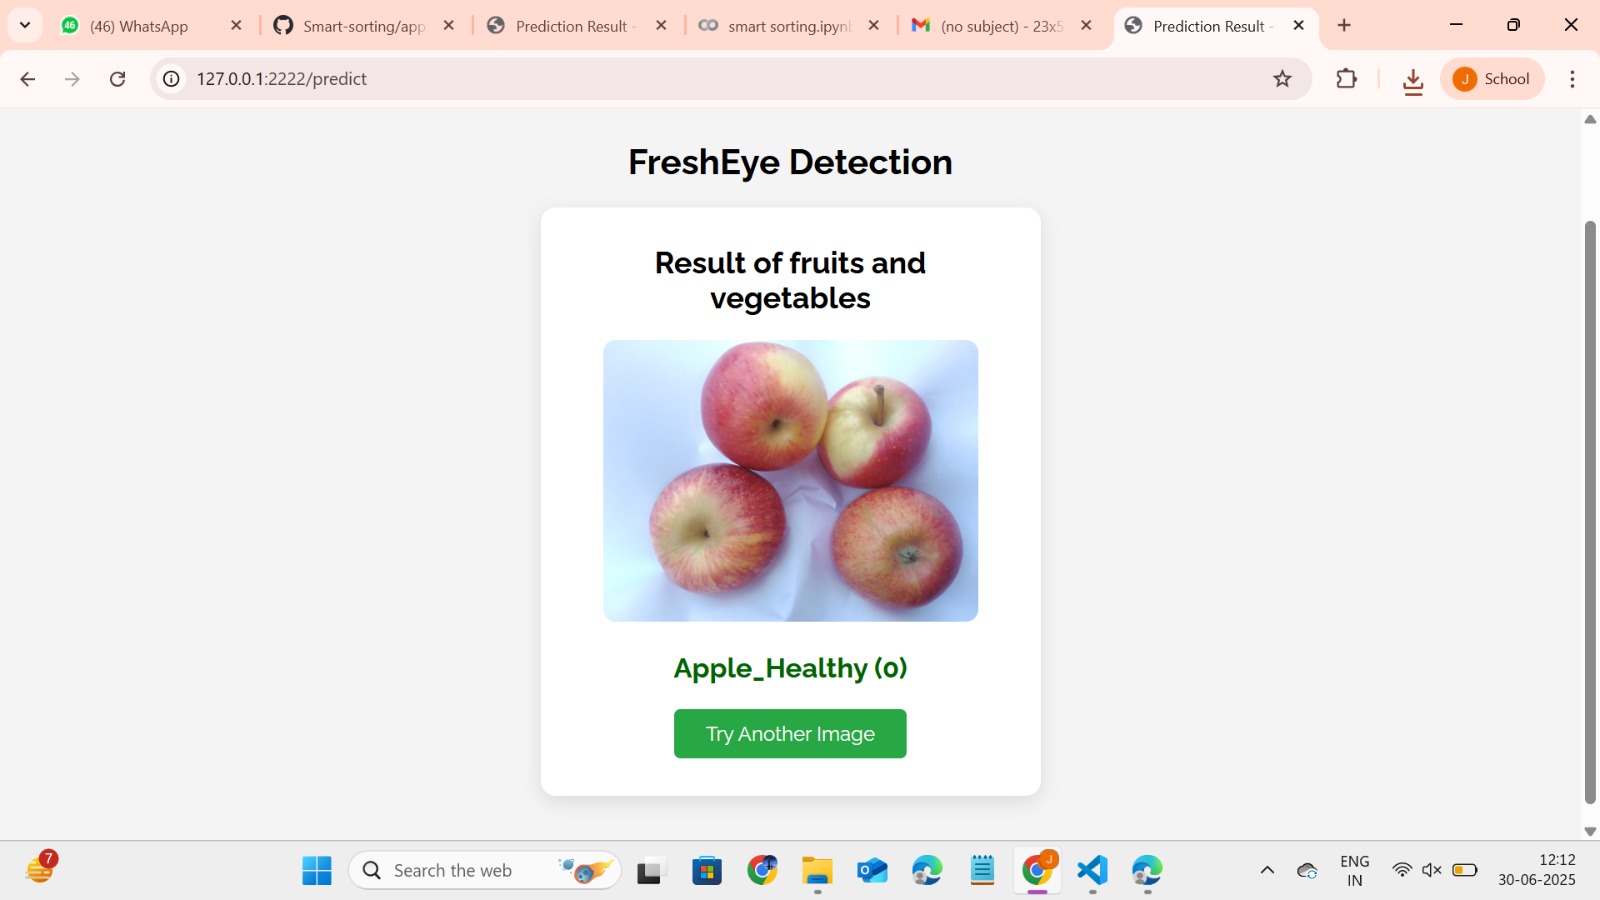 46
(46) WhatsApp
Smart-sorting/app
Prediction Result -
smart sorting.ipynb
(no subject) - 23x5
Prediction Result -
127.0.0.1:2222/predict
J
School
FreshEye Detection
Result of fruits and
vegetables
Apple_Healthy (0)
Try Another Image
7
Search the web
J
ENG
IN
12:12
30-06-2025